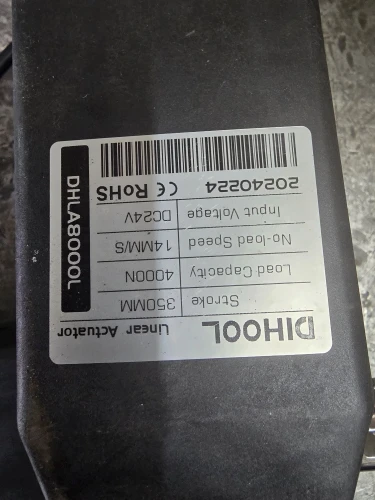 DIHOOL Linear Actuator
Stroke 350MM
Load Capacity 4000N
No-load Speed 14MM/S
Input Voltage DC24V
20240224 CE RoHS
DHLA8000L